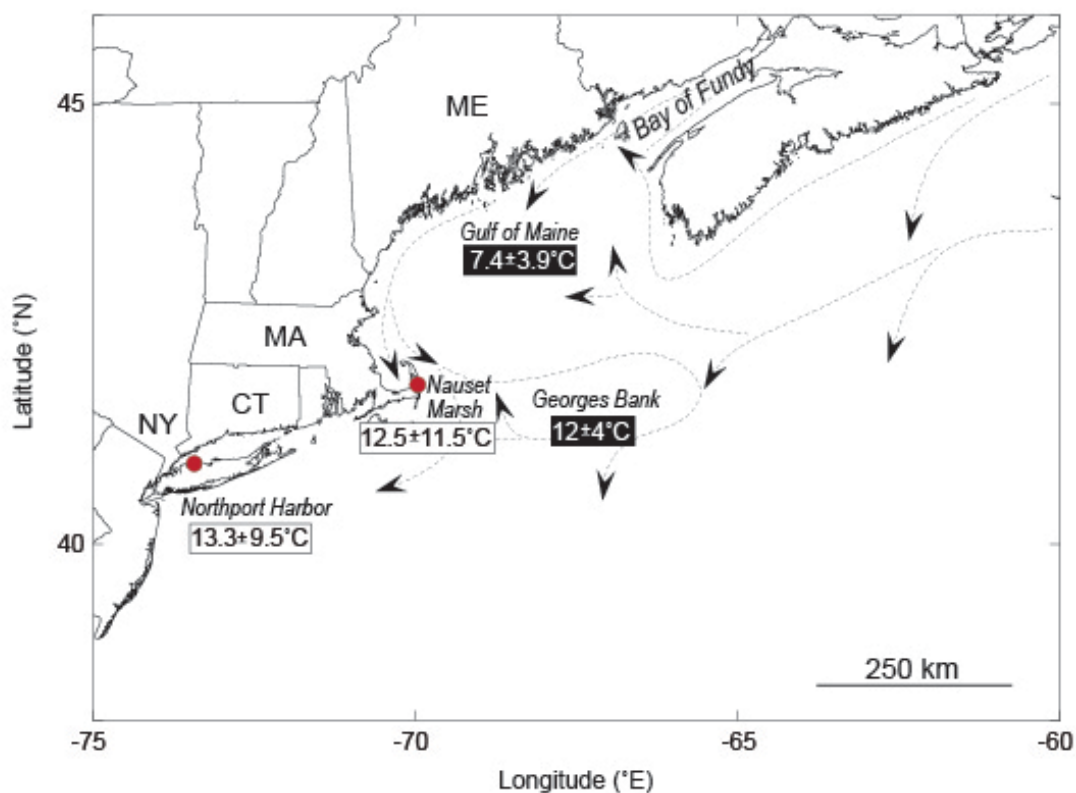 45
ME
Bay of Fundy
Gulf of Maine
7.4±3.9°C
MA
Nauset
Marsh
12.5±11.5°C
Georges Bank
12±4°C
CT
NY
Northport Harbor
13.3±9.5°C
40
250 km
Latitude (°N)
-75
-70
-65
-60
Longitude (°E)